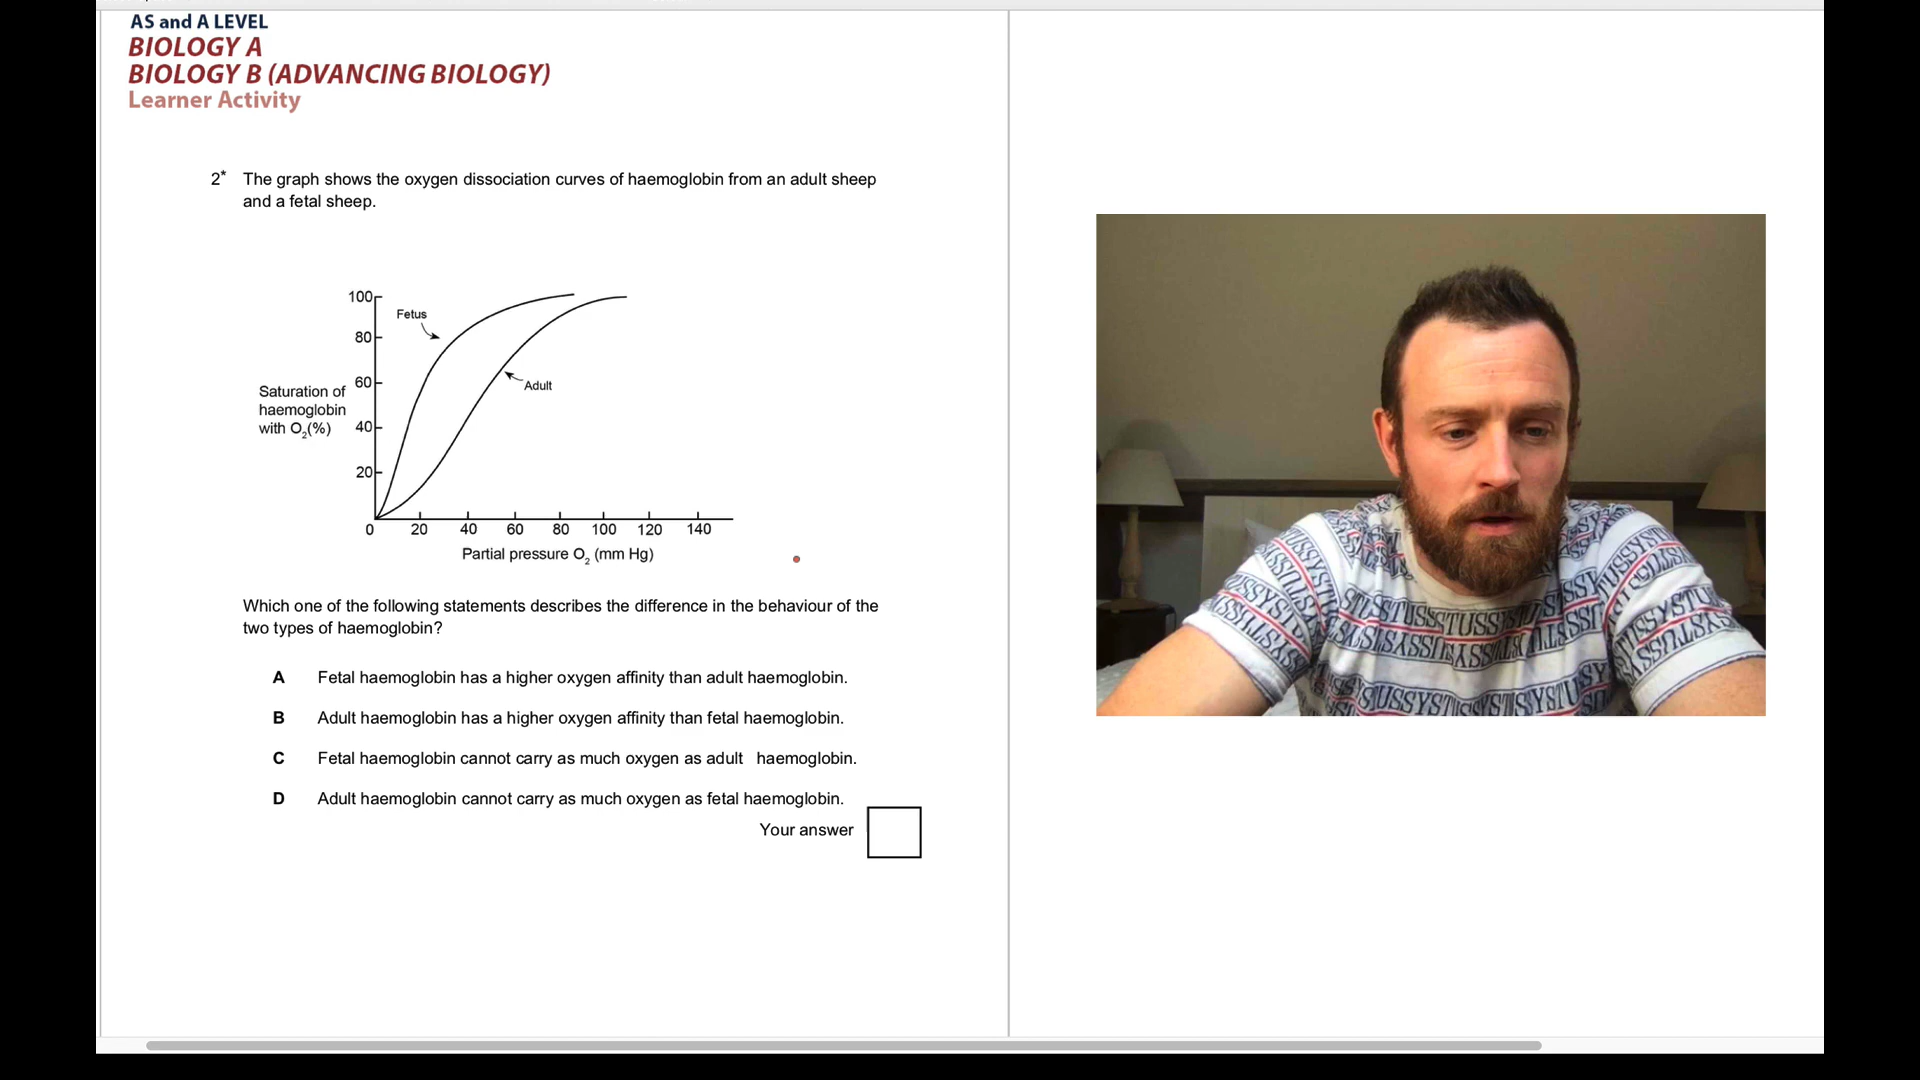 AS and A LEVEL
BIOLOGY A
BIOLOGY B (ADVANCING BIOLOGY)
Learner Activity
2* The graph shows the oxygen dissociation curves of haemoglobin from an adult sheep
and a fetal sheep.
100
Fetus
80
60
Adult
Saturation of
haemoglobin
with O2(%)
40
20
0 20 40 60 80 100 120 140
Partial pressure O2 (mm Hg)
Which one of the following statements describes the difference in the behaviour of the
two types of haemoglobin?
A Fetal haemoglobin has a higher oxygen affinity than adult haemoglobin.
B Adult haemoglobin has a higher oxygen affinity than fetal haemoglobin.
C Fetal haemoglobin cannot carry as much oxygen as adult haemoglobin.
D Adult haemoglobin cannot carry as much oxygen as fetal haemoglobin.
Your answer